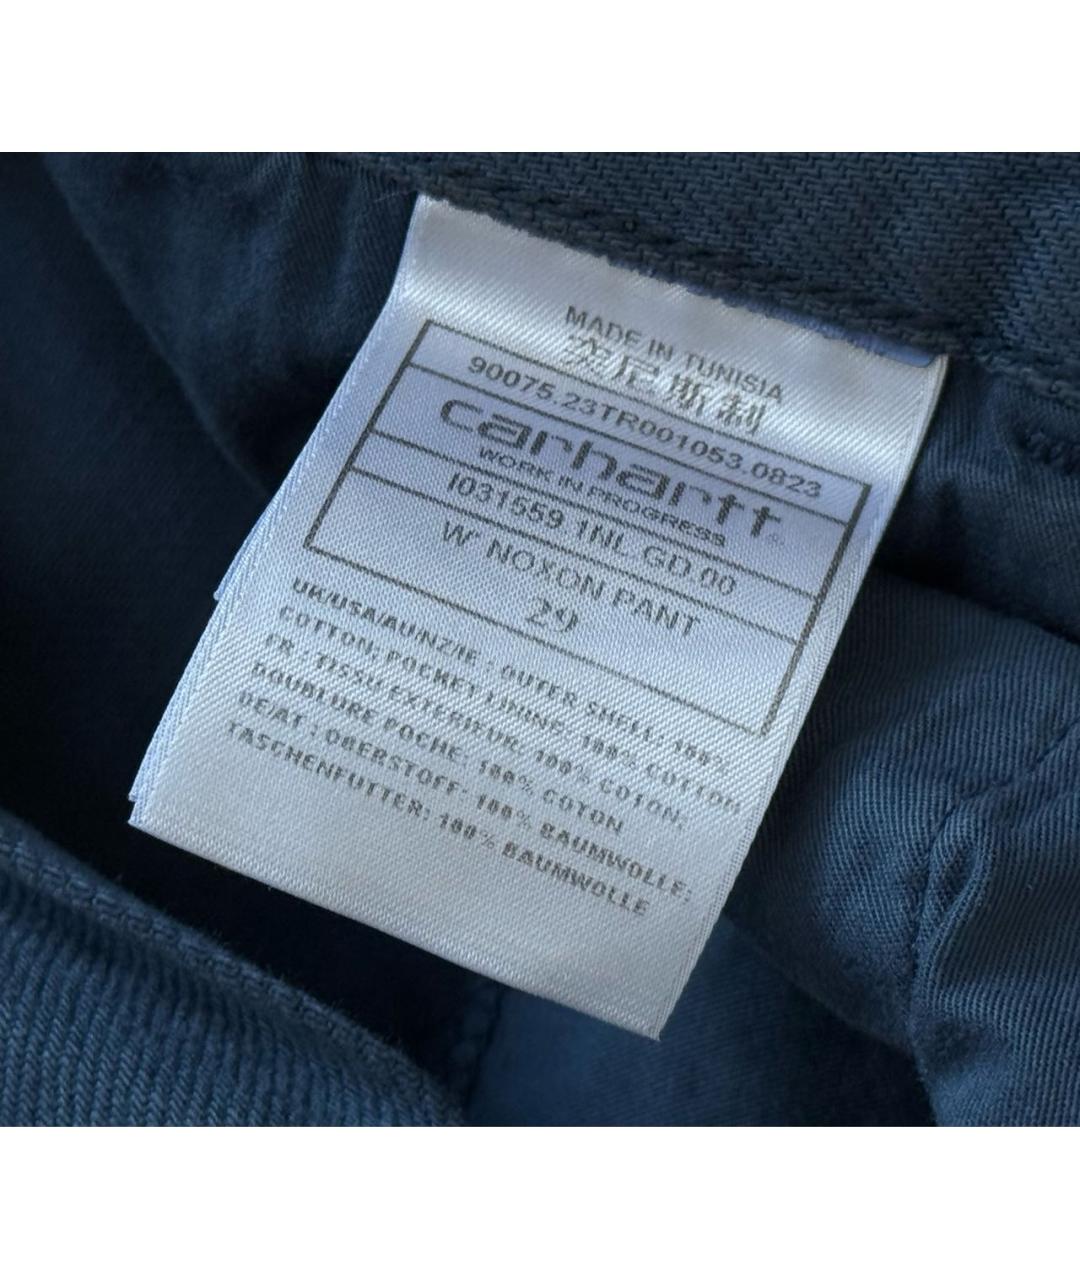 MADE IN TUNISIA
突尼斯制
90075.23TR001053.0823
carhartt
WORK IN PROGRESS
I031559 1NL GD 00
W' NOXON PANT
29
UK/USA/AU/NZ/IE : OUTER SHELL: 100%
COTTON; POCKET LINING: 100% COTTON
FR : TISSU EXTERIEUR: 100% COTON;
DOUBLURE POCHE: 100% COTON
DE/AT : OBERSTOFF: 100% BAUMWOLLE;
TASCHENFUTTER: 100% BAUMWOLLE